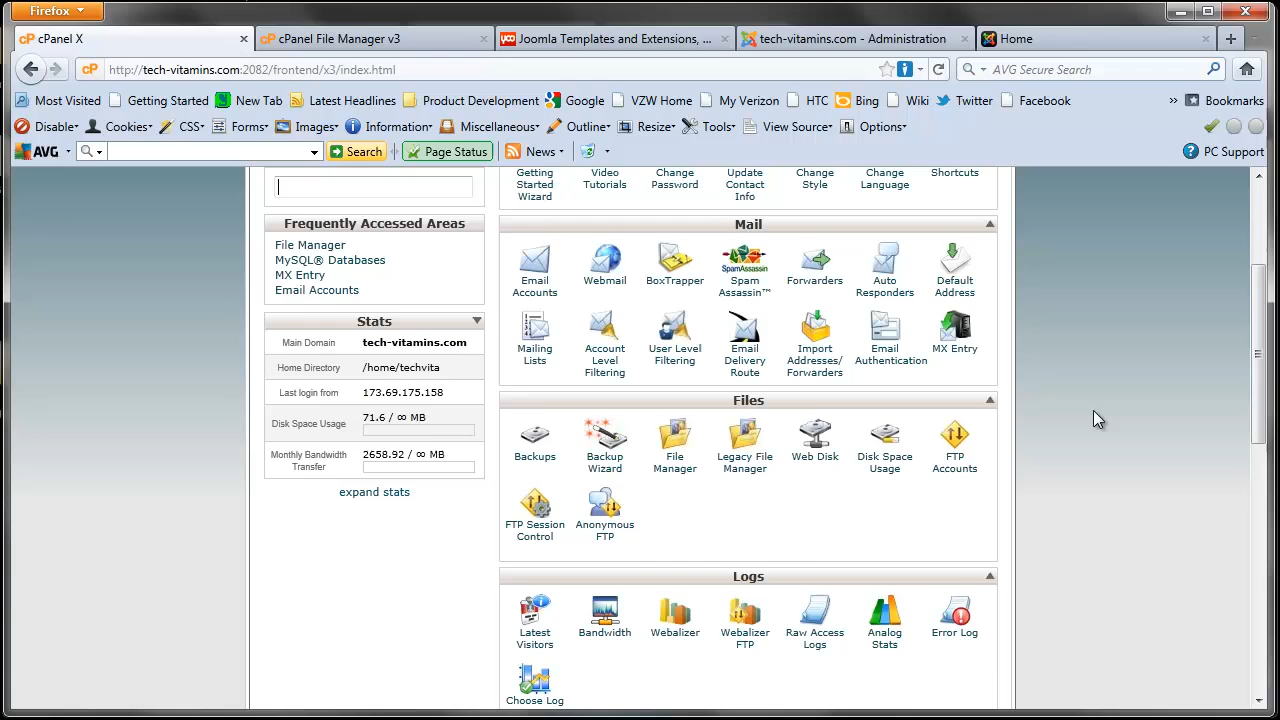 Firefox
cPanel X
cPanel File Manager v3
Joomla Templates and Extensions, ...
tech-vitamins.com - Administration
Home
http://tech-vitamins.com:2082/frontend/x3/index.html
AVG Secure Search
Most Visited Getting Started New Tab Latest Headlines Product Development Google VZW Home My Verizon HTC Bing Wiki Twitter Facebook » Bookmarks
Disable Cookies CSS Forms Images Information Miscellaneous Outline Resize Tools View Source Options
AVG Search Page Status News PC Support
Getting Started Wizard
Video Tutorials
Change Password
Update Contact Info
Change Style
Change Language
Shortcuts
Frequently Accessed Areas
File Manager
MySQL® Databases
MX Entry
Email Accounts
Stats
Main Domain tech-vitamins.com
Home Directory /home/techvita
Last login from 173.69.175.158
Disk Space Usage 71.6 / ∞ MB
Monthly Bandwidth Transfer 2658.92 / ∞ MB
expand stats
Mail
Email Accounts
Webmail
BoxTrapper
SpamAssassin
Spam Assassin™
Forwarders
Auto Responders
Default Address
Mailing Lists
Account Level Filtering
User Level Filtering
Email Delivery Route
Import Addresses/ Forwarders
Email Authentication
MX Entry
Files
Backups
Backup Wizard
File Manager
Legacy File Manager
Web Disk
Disk Space Usage
FTP Accounts
FTP Session Control
Anonymous FTP
Logs
Latest Visitors
Bandwidth
Webalizer
Webalizer FTP
Raw Access Logs
Analog Stats
Error Log
Choose Log